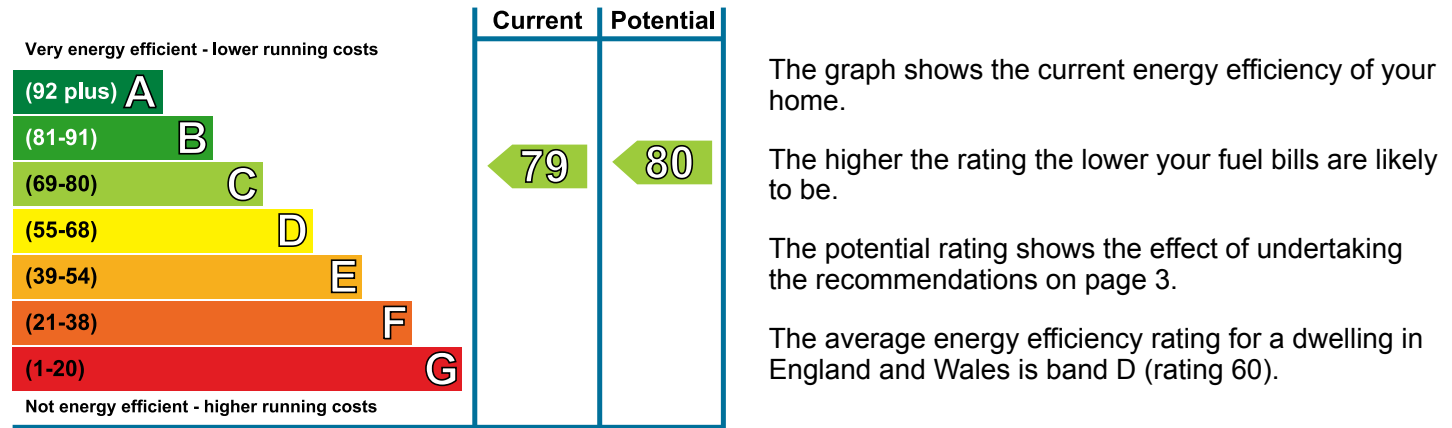 Current Potential
Very energy efficient - lower running costs
(92 plus) A
(81-91) B
(69-80) C
79 80
(55-68) D
(39-54) E
(21-38) F
(1-20) G
Not energy efficient - higher running costs
The graph shows the current energy efficiency of your
home.
The higher the rating the lower your fuel bills are likely
to be.
The potential rating shows the effect of undertaking
the recommendations on page 3.
The average energy efficiency rating for a dwelling in
England and Wales is band D (rating 60).